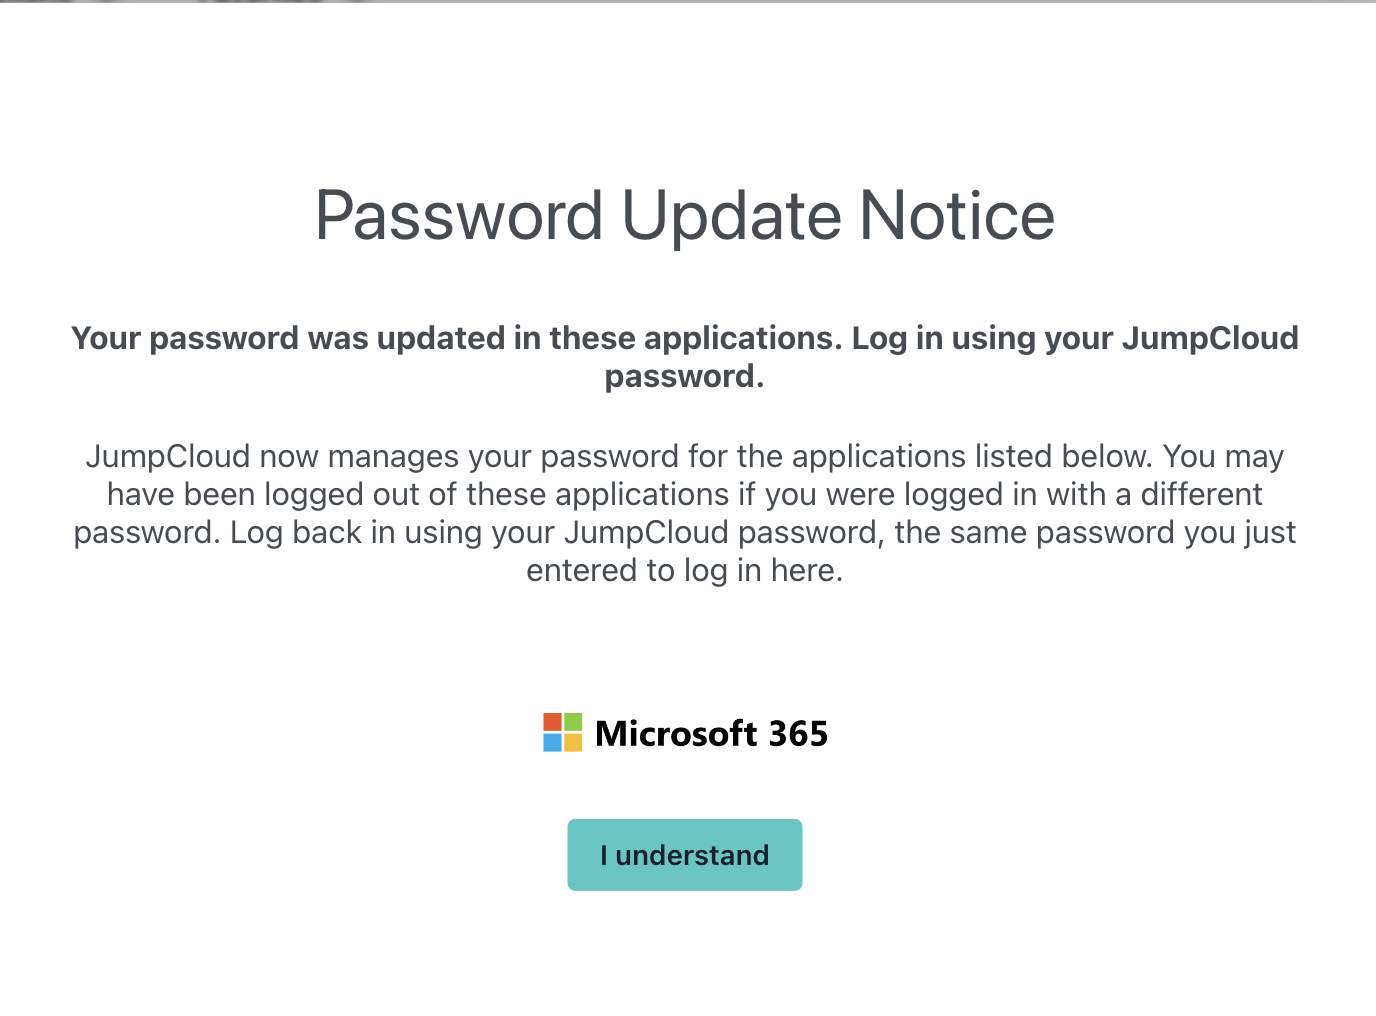 Password Update Notice
Your password was updated in these applications. Log in using your JumpCloud
password.
JumpCloud now manages your password for the applications listed below. You may
have been logged out of these applications if you were logged in with a different
password. Log back in using your JumpCloud password, the same password you just
entered to log in here.
Microsoft 365
I understand